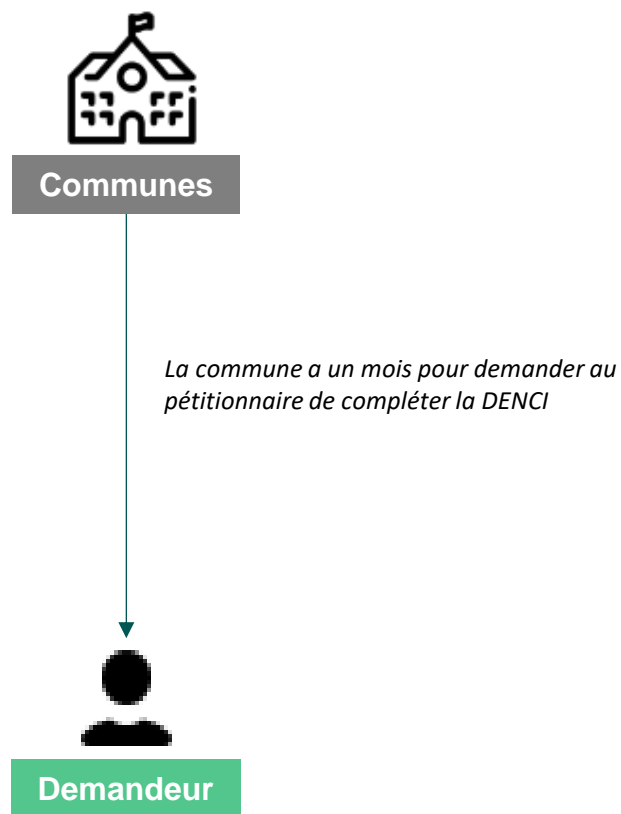 Communes
La commune a un mois pour demander au
pétitionnaire de compléter la DENCI
Demandeur